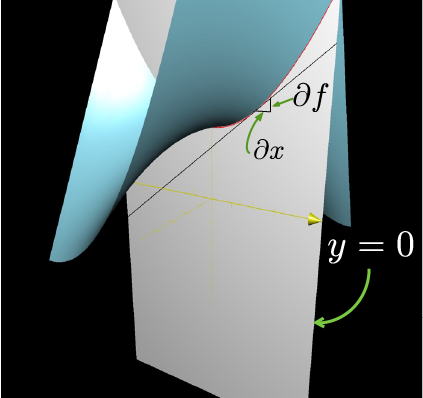 ∂f
∂x
y = 0